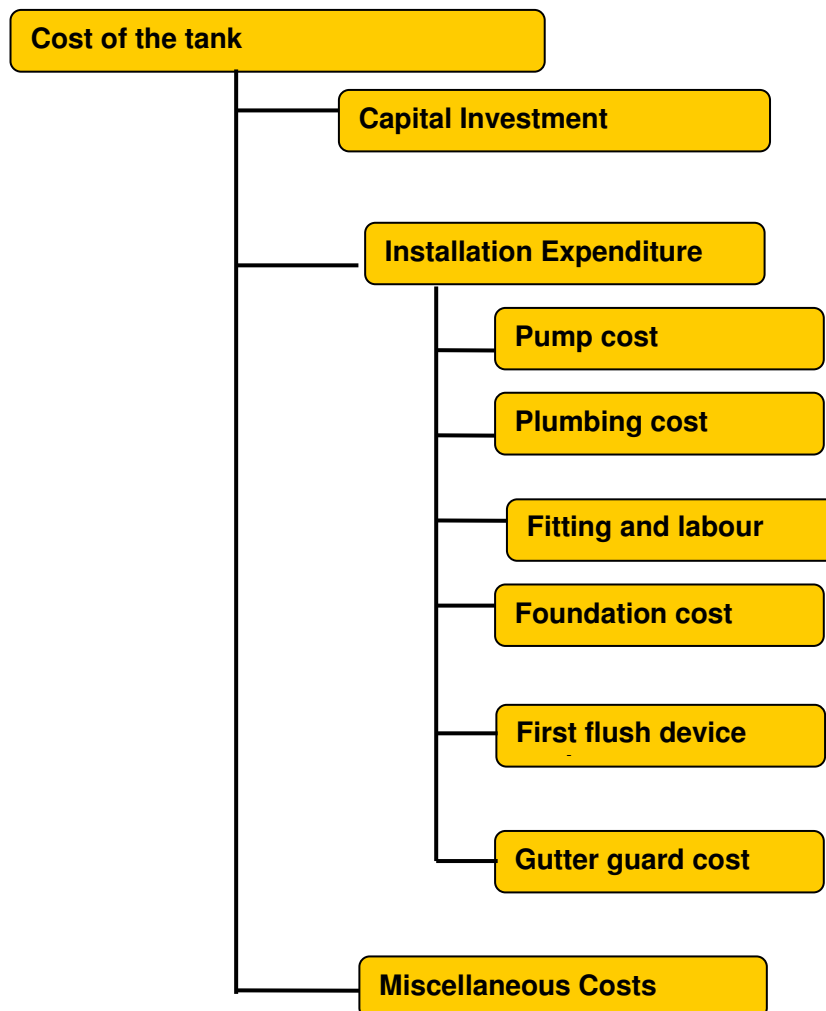 Cost of the tank
Capital Investment
Installation Expenditure
Pump cost
Plumbing cost
Fitting and labour
Foundation cost
First flush device
Gutter guard cost
Miscellaneous Costs